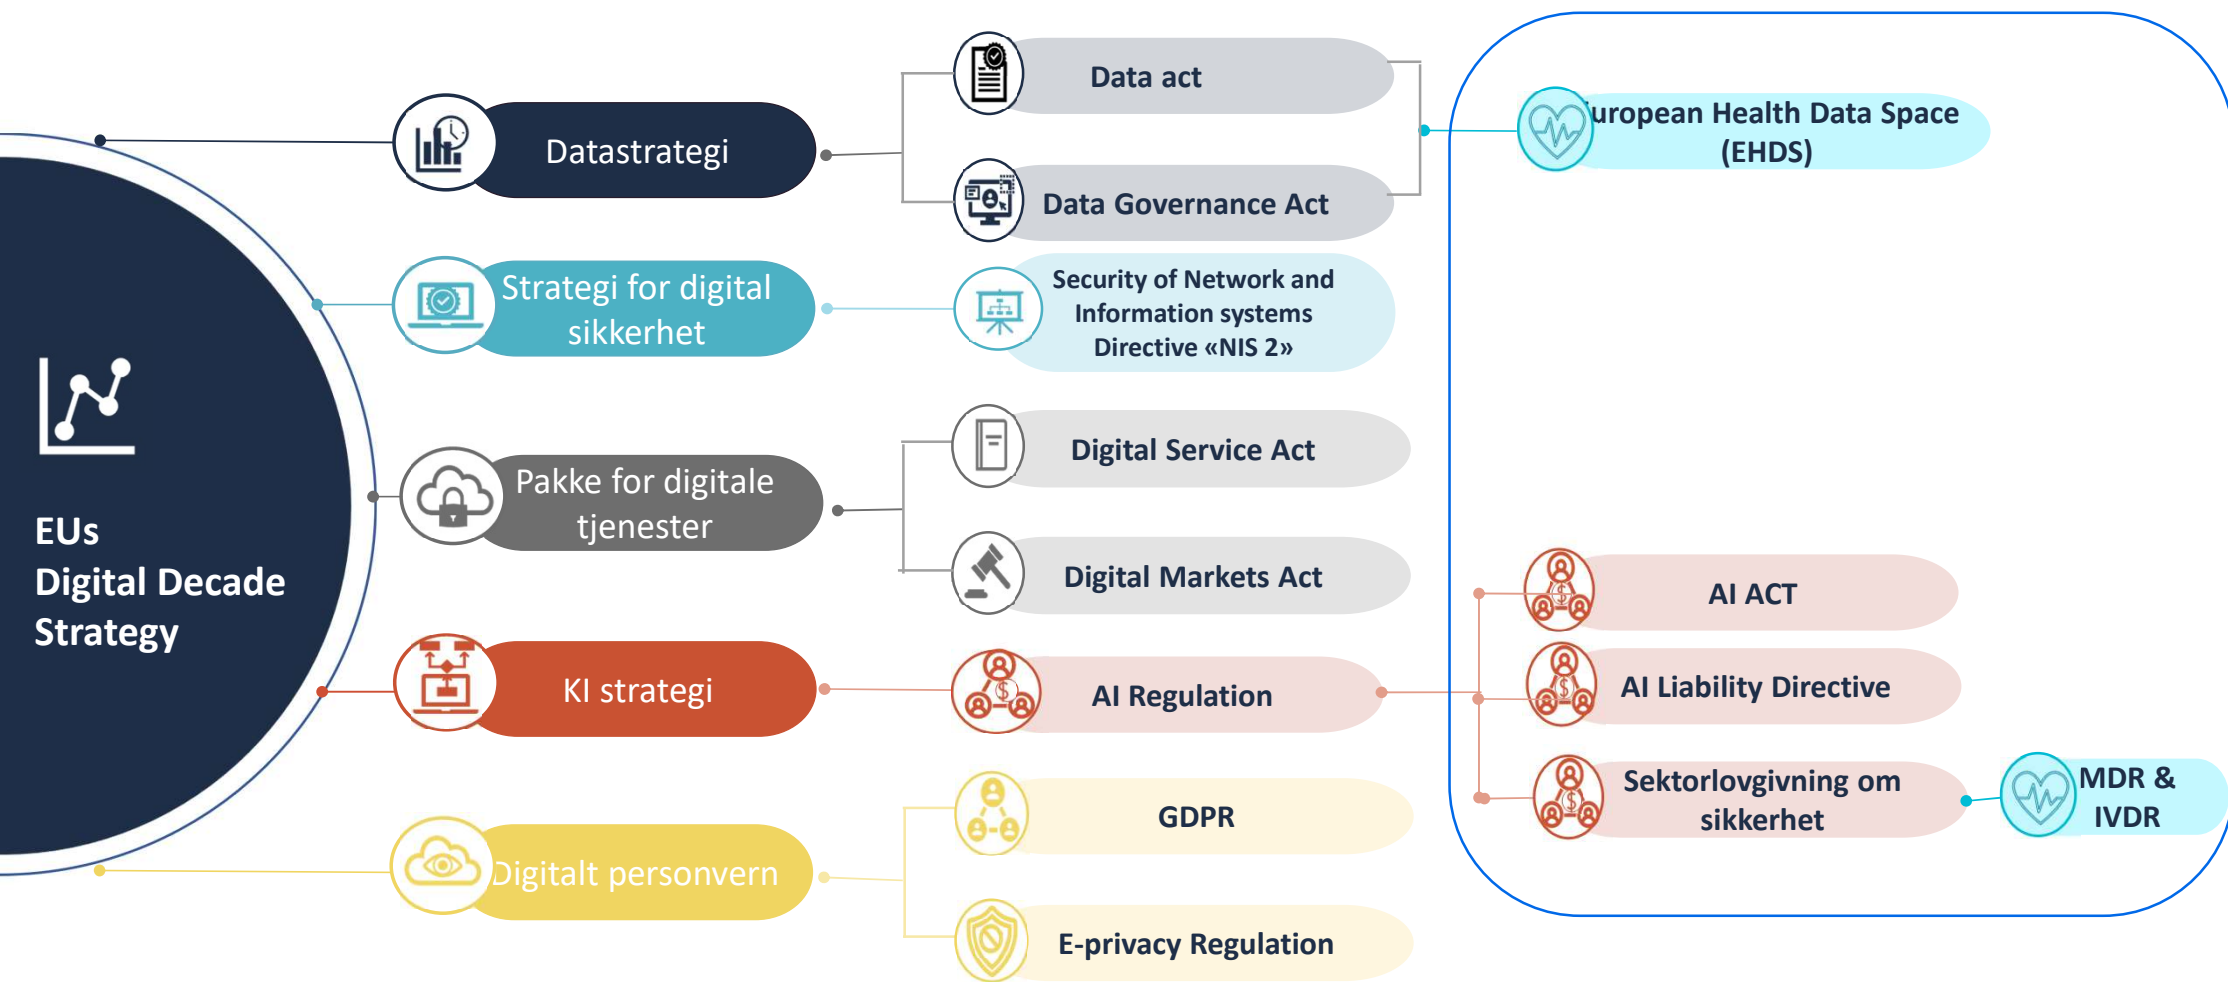 EUs
Digital Decade
Strategy
Datastrategi
Data act
Data Governance Act
European Health Data Space
(EHDS)
Strategi for digital
sikkerhet
Security of Network and
Information systems
Directive «NIS 2»
Pakke for digitale
tjenester
Digital Service Act
Digital Markets Act
KI strategi
AI Regulation
AI ACT
AI Liability Directive
Sektorlovgivning om
sikkerhet
MDR &
IVDR
Digitalt personvern
GDPR
E-privacy Regulation